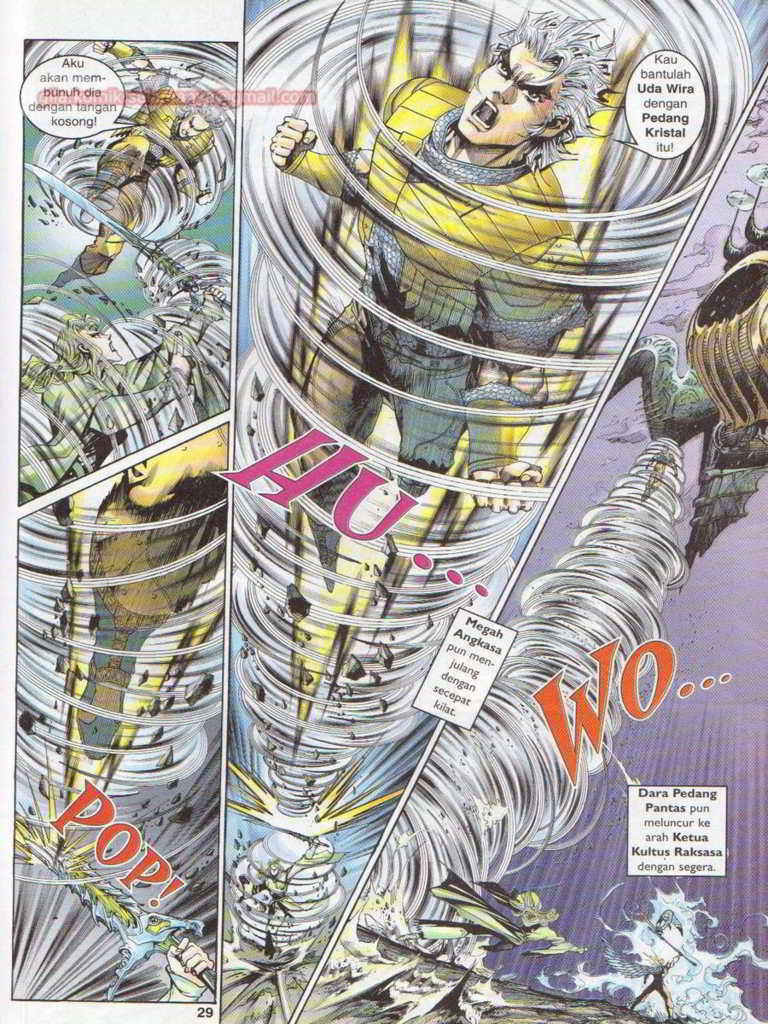 Aku
akan mem-
bunuh dia
dengan tangan
kosong!
Kau
bantulah
Uda Wira
dengan
Pedang
Kristal
itu!
HU...
Megah
Angkasa
pun men-
julang
dengan
secepat
kilat.
WO...
POP!
Dara Pedang
Pantas pun
meluncur ke
arah Ketua
Kultus Raksasa
dengan segera.
29